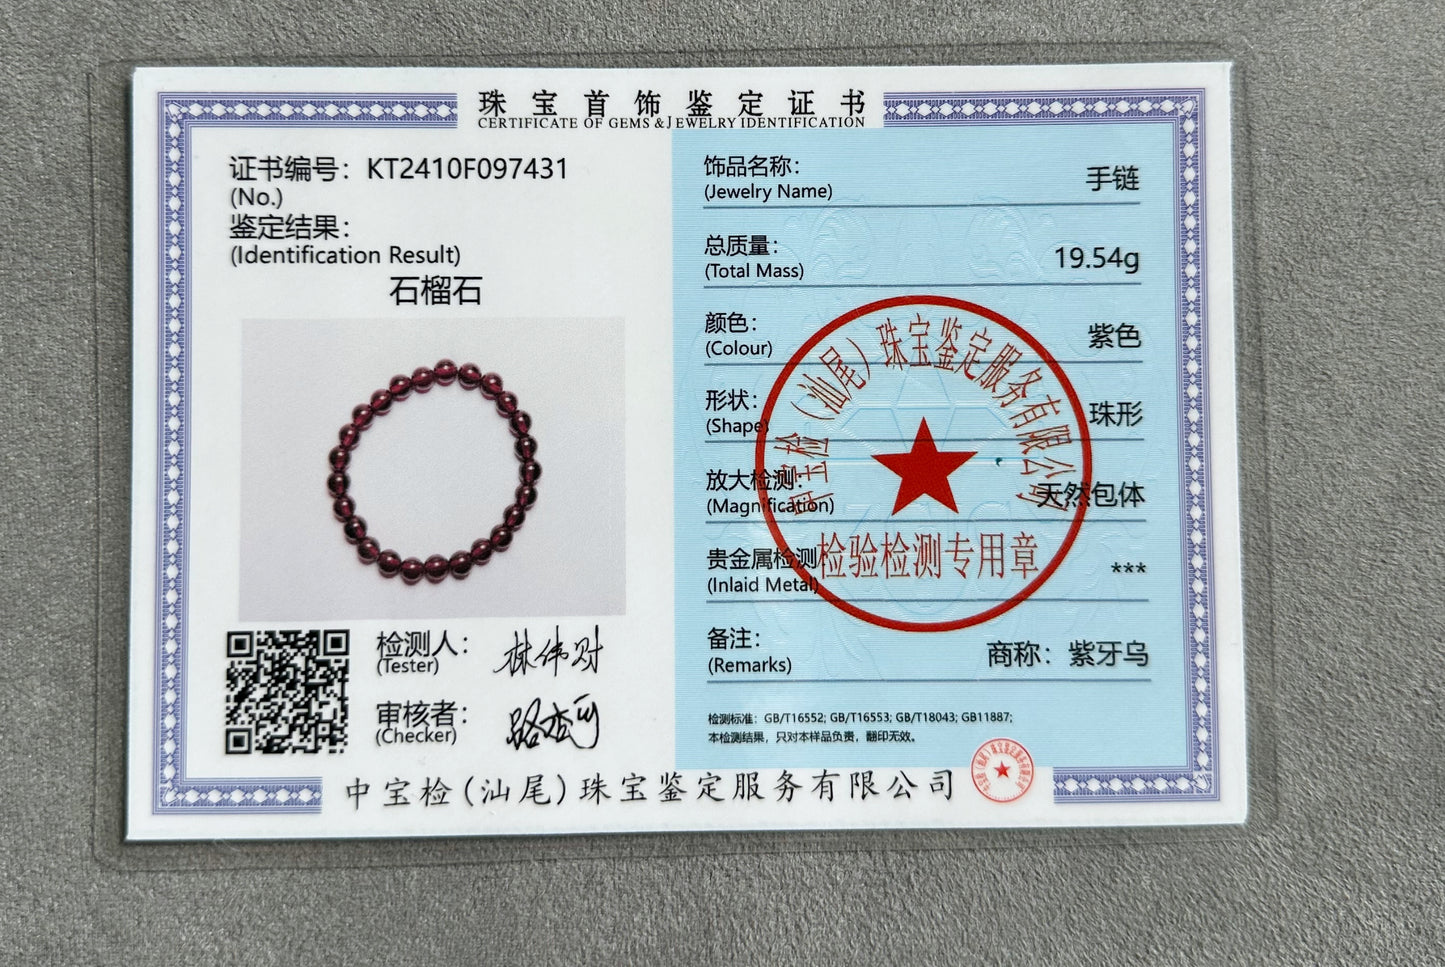 珠宝首饰鉴定证书
CERTIFICATE OF GEMS & JEWELRY IDENTIFICATION
证书编号：KT2410F097431
(No.)
鉴定结果：
(Identification Result)
石榴石
检测人：林伟财
(Tester)
审核者：
(Checker)
饰品名称： 手链
(Jewelry Name)
总质量： 19.54g
(Total Mass)
颜色： 紫色
(Colour)
形状： 珠形
(Shape)
放大检测： 天然包体
(Magnification)
贵金属检测 ***
(Inlaid Metal)
备注： 商称：紫牙乌
(Remarks)
中宝检（汕尾）珠宝鉴定服务有限公司
检验检测专用章
检测标准：GB/T16552; GB/T16553; GB/T18043; GB11887;
本检测结果，只对本样品负责，翻印无效。
中宝检(汕尾)珠宝鉴定服务有限公司